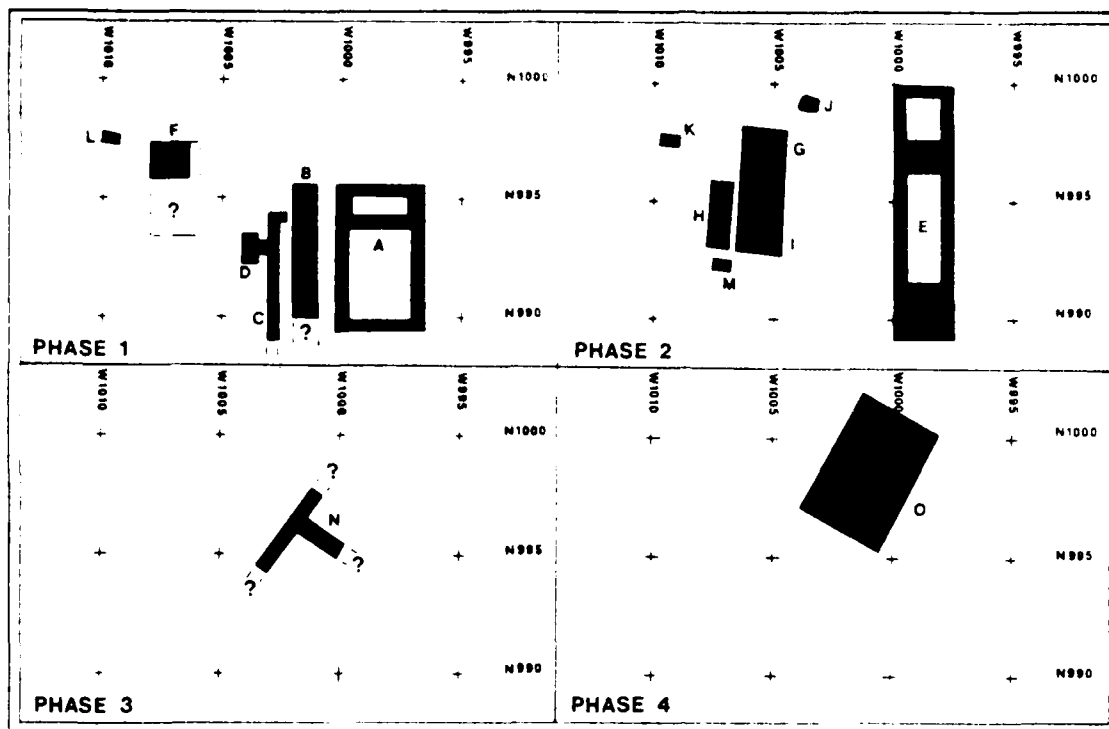 W1010 W1005 W1000 W995
N1000
L F
B
N995
?
A
D
C
N990
?
PHASE 1
W1010 W1005 W1000 W995
N1000
J
K
G
N995
H
E
I
M
N990
PHASE 2
W1010 W1005 W1000 W995
N1000
?
N
N995
? ?
N990
PHASE 3
W1010 W1005 W1000 W995
N1000
O
N995
N990
PHASE 4